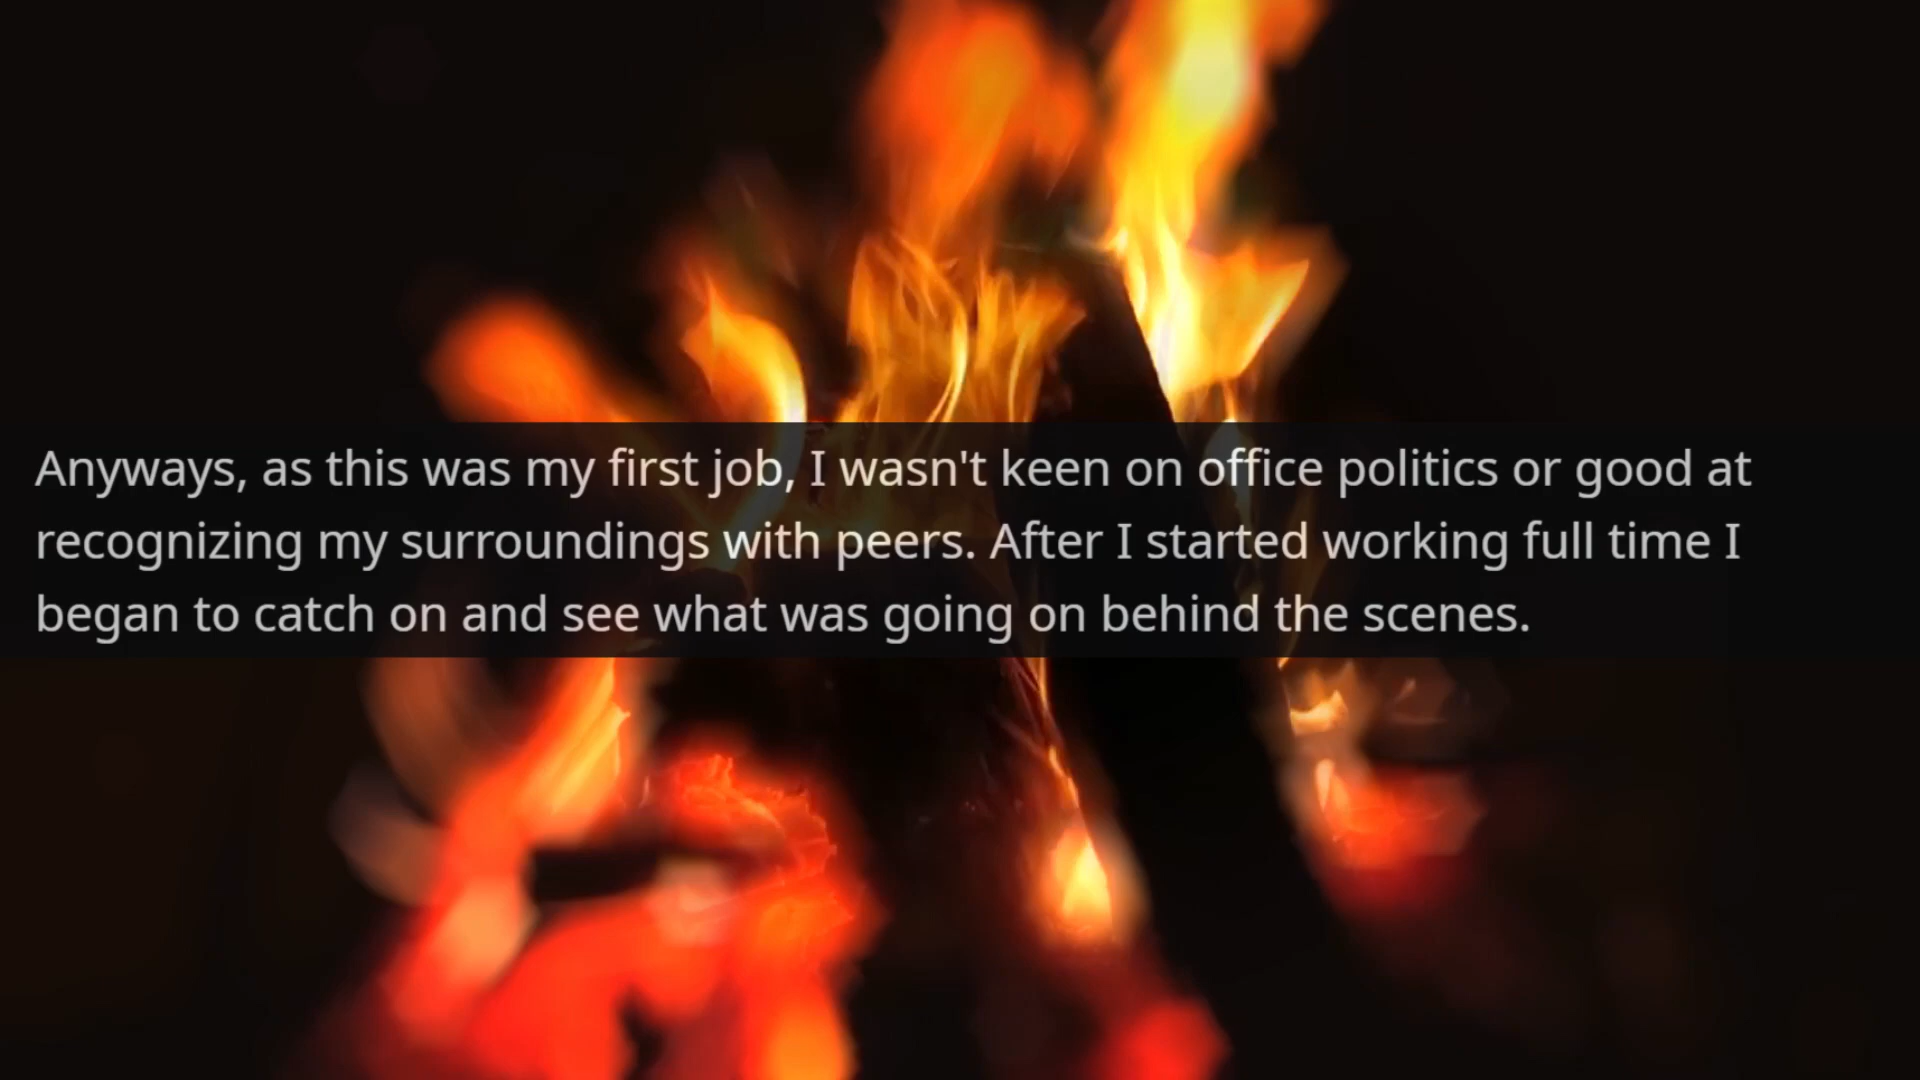 Anyways, as this was my first job, I wasn't keen on office politics or good at
recognizing my surroundings with peers. After I started working full time I
began to catch on and see what was going on behind the scenes.